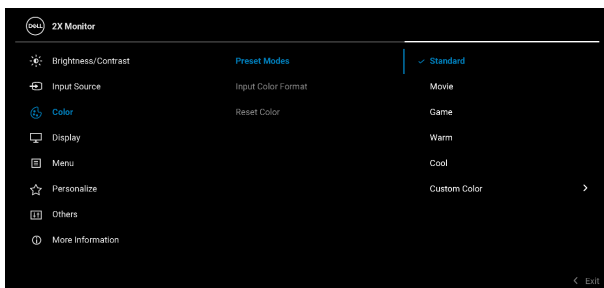 DELL 2X Monitor
Brightness/Contrast Preset Modes Standard
Input Source Input Color Format Movie
Color Reset Color Game
Display Warm
Menu Cool
Personalize Custom Color
Others
More Information
Exit